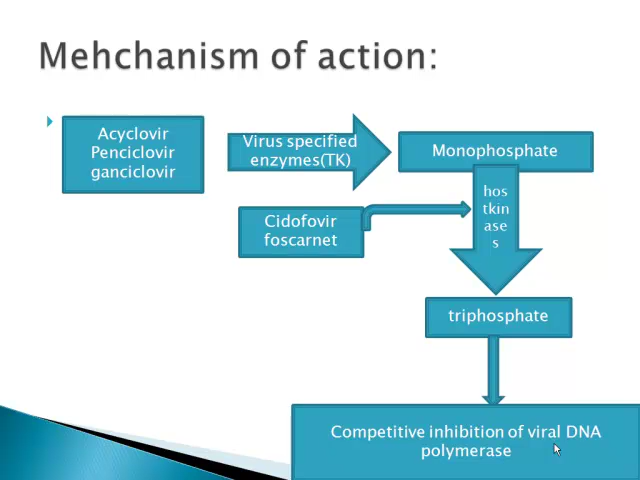 Mehchanism of action:
Acyclovir
Penciclovir
ganciclovir
Virus specified
enzymes(TK)
Monophosphate
hos
tkin
ase
s
Cidofovir
foscarnet
triphosphate
Competitive inhibition of viral DNA
polymerase